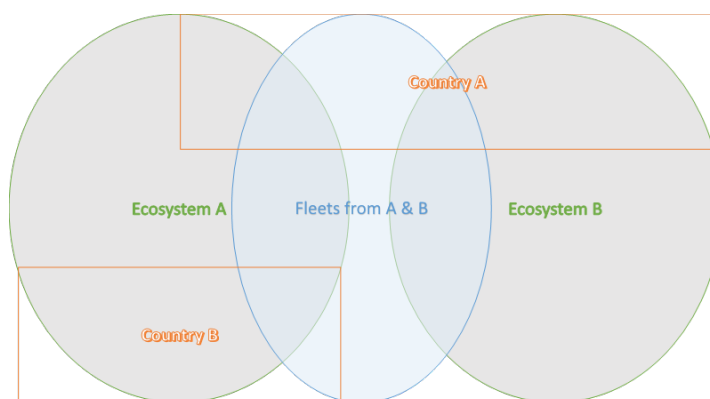 Country A
Ecosystem A
Fleets from A & B
Ecosystem B
Country B